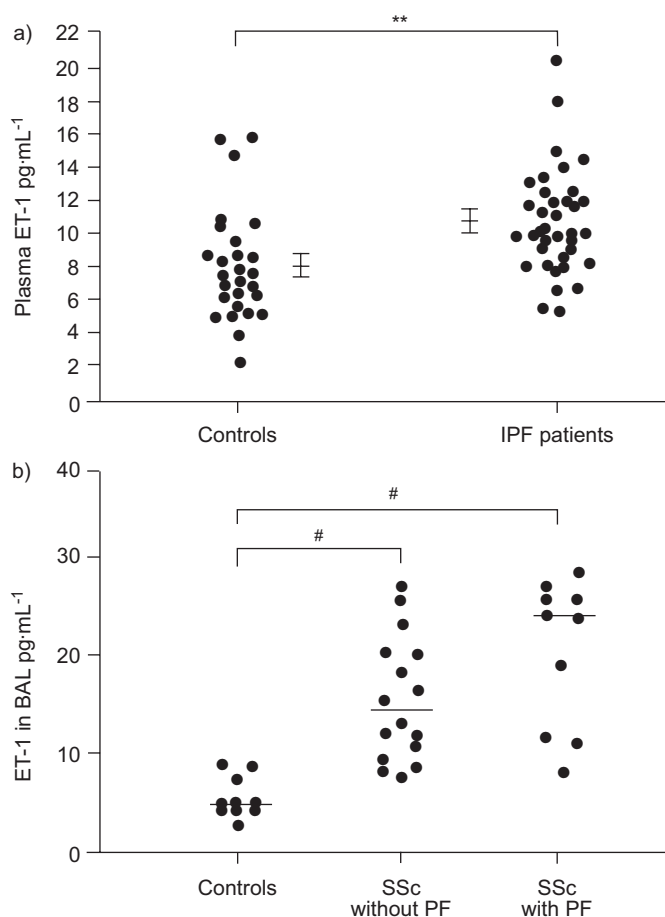 a)
**
22
20
18
16
14
12
10
8
6
4
2
0
Plasma ET-1 pg·mL⁻¹
Controls
IPF patients
b)
#
#
40
30
20
10
0
ET-1 in BAL pg·mL⁻¹
Controls
SSc
without PF
SSc
with PF